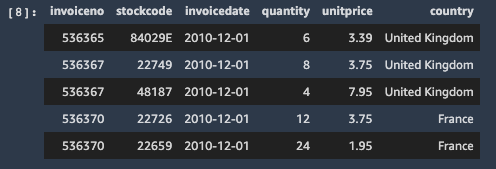 [8]: invoiceno stockcode invoicedate quantity unitprice country
536365 84029E 2010-12-01 6 3.39 United Kingdom
536367 22749 2010-12-01 8 3.75 United Kingdom
536367 48187 2010-12-01 4 7.95 United Kingdom
536370 22726 2010-12-01 12 3.75 France
536370 22659 2010-12-01 24 1.95 France